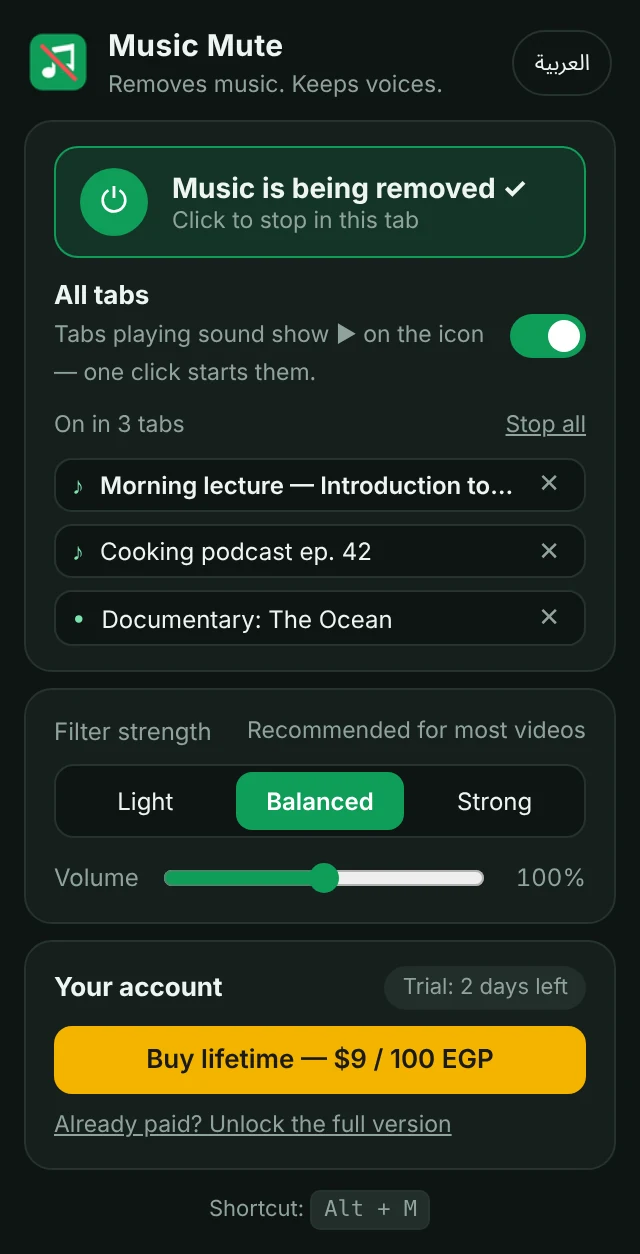 Music Mute
Removes music. Keeps voices.
العربية
Music is being removed ✓
Click to stop in this tab
All tabs
Tabs playing sound show ▶ on the icon
— one click starts them.
On in 3 tabs
Stop all
♪ Morning lecture — Introduction to... ✕
♪ Cooking podcast ep. 42 ✕
• Documentary: The Ocean ✕
Filter strength
Recommended for most videos
Light
Balanced
Strong
Volume
100%
Your account
Trial: 2 days left
Buy lifetime — $9 / 100 EGP
Already paid? Unlock the full version
Shortcut: Alt + M